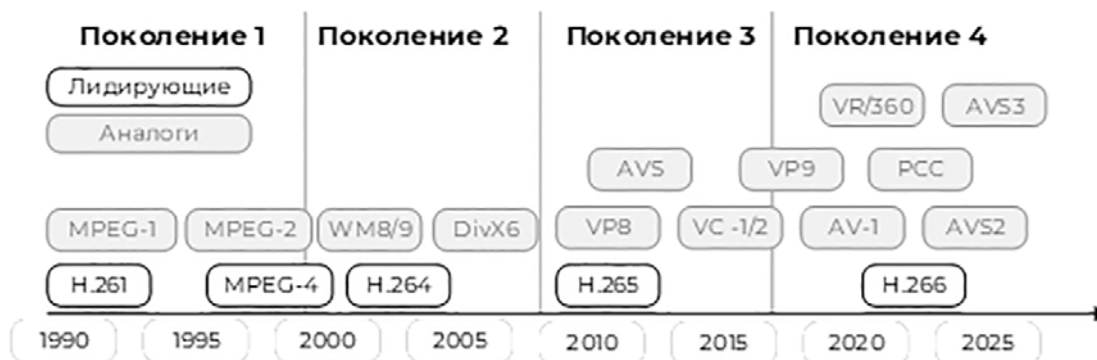 Поколение 1 Поколение 2 Поколение 3 Поколение 4
Лидирующие
VR/360 AVS3
Аналоги
AVS VP9 PCC
MPEG-1 MPEG-2 WM8/9 DivX6 VP8 VC -1/2 AV-1 AVS2
H.261 MPEG-4 H.264 H.265 H.266
1990 1995 2000 2005 2010 2015 2020 2025